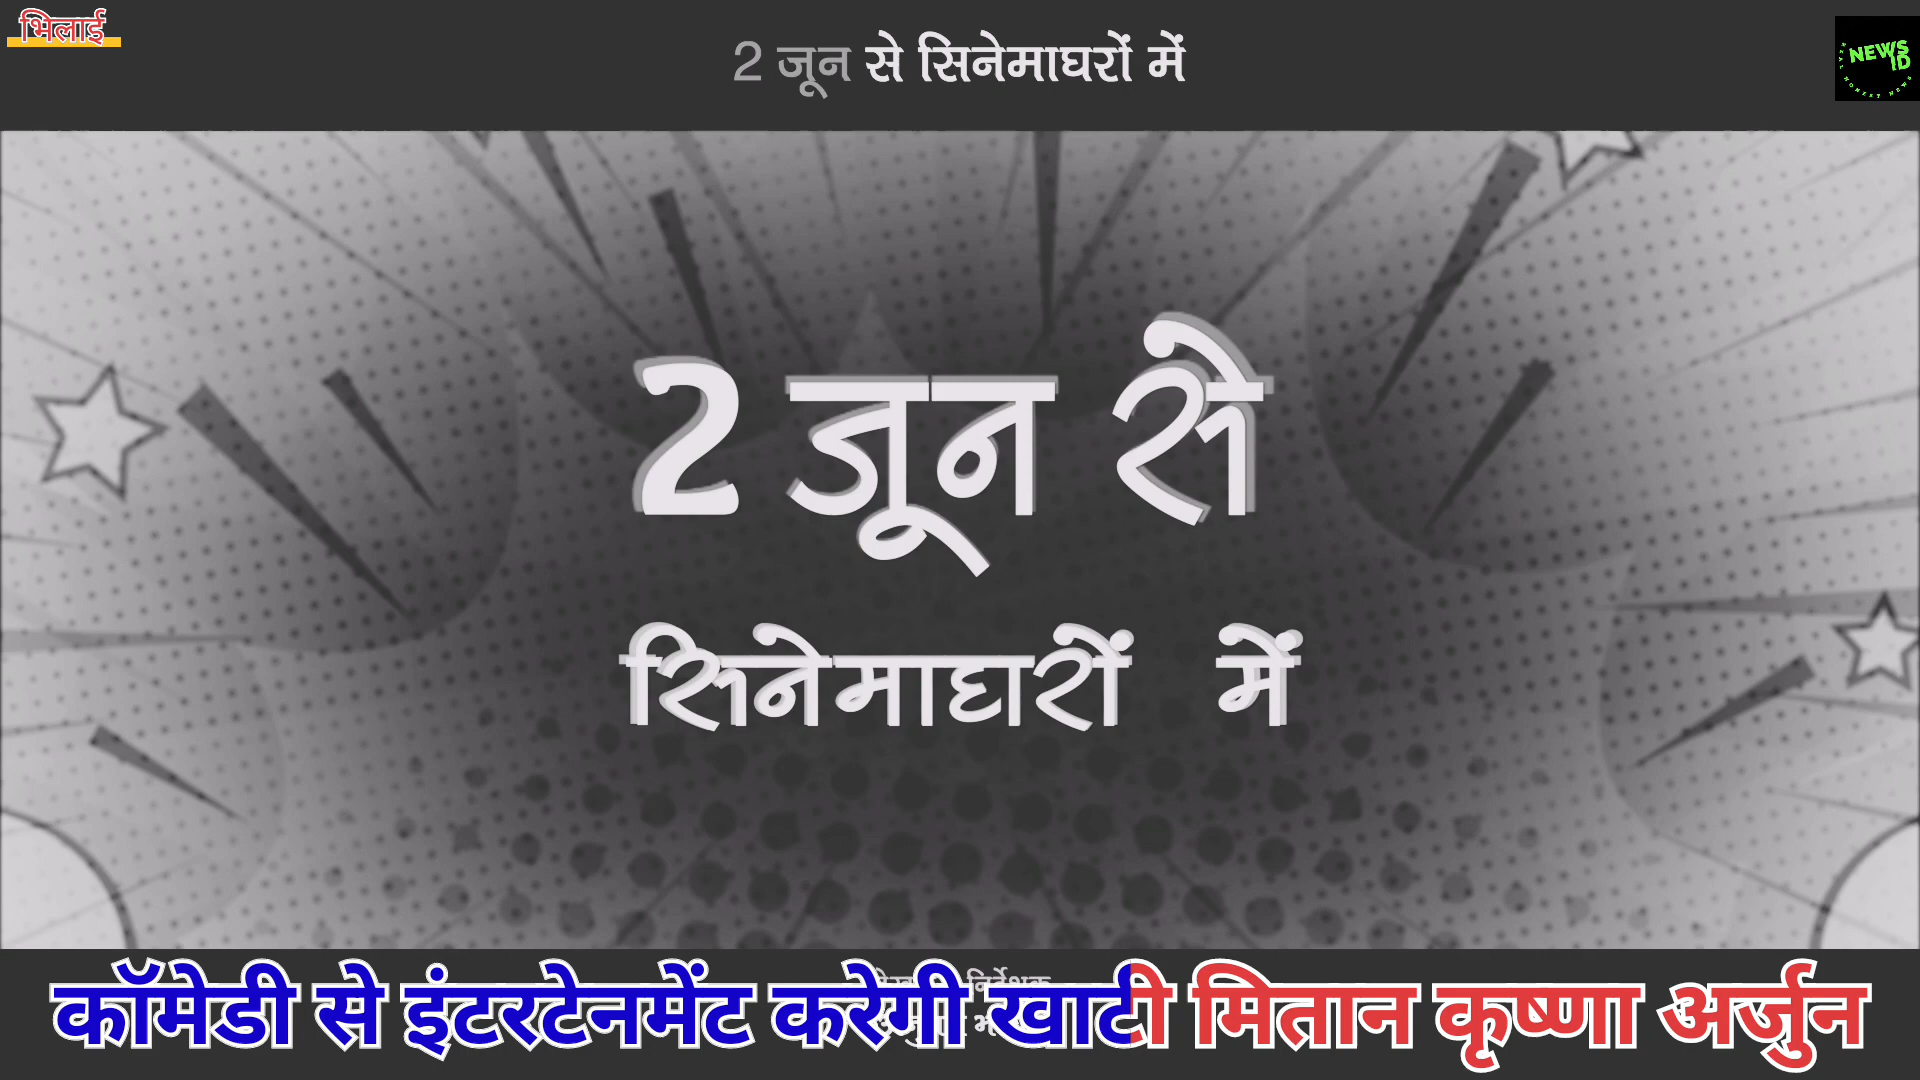 भिलाई
2 जून से सिनेमाघरों में
NEWS
ID
2 जून से
सिनेमाघरों में
कॉमेडी से इंटरटेनमेंट करेगी खाटी मितान कृष्णा अर्जुन